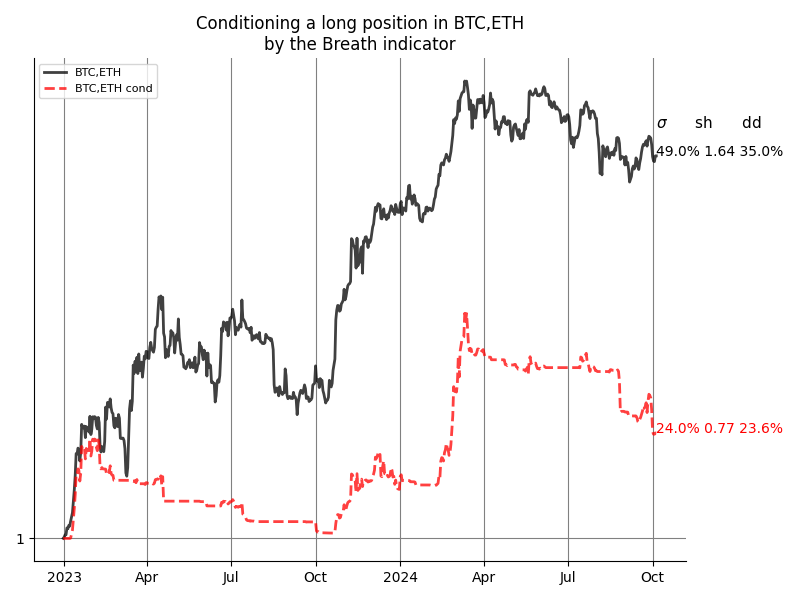 Conditioning a long position in BTC,ETH
by the Breath indicator
BTC,ETH
BTC,ETH cond
σ sh dd
49.0% 1.64 35.0%
24.0% 0.77 23.6%
1
2023 Apr Jul Oct 2024 Apr Jul Oct